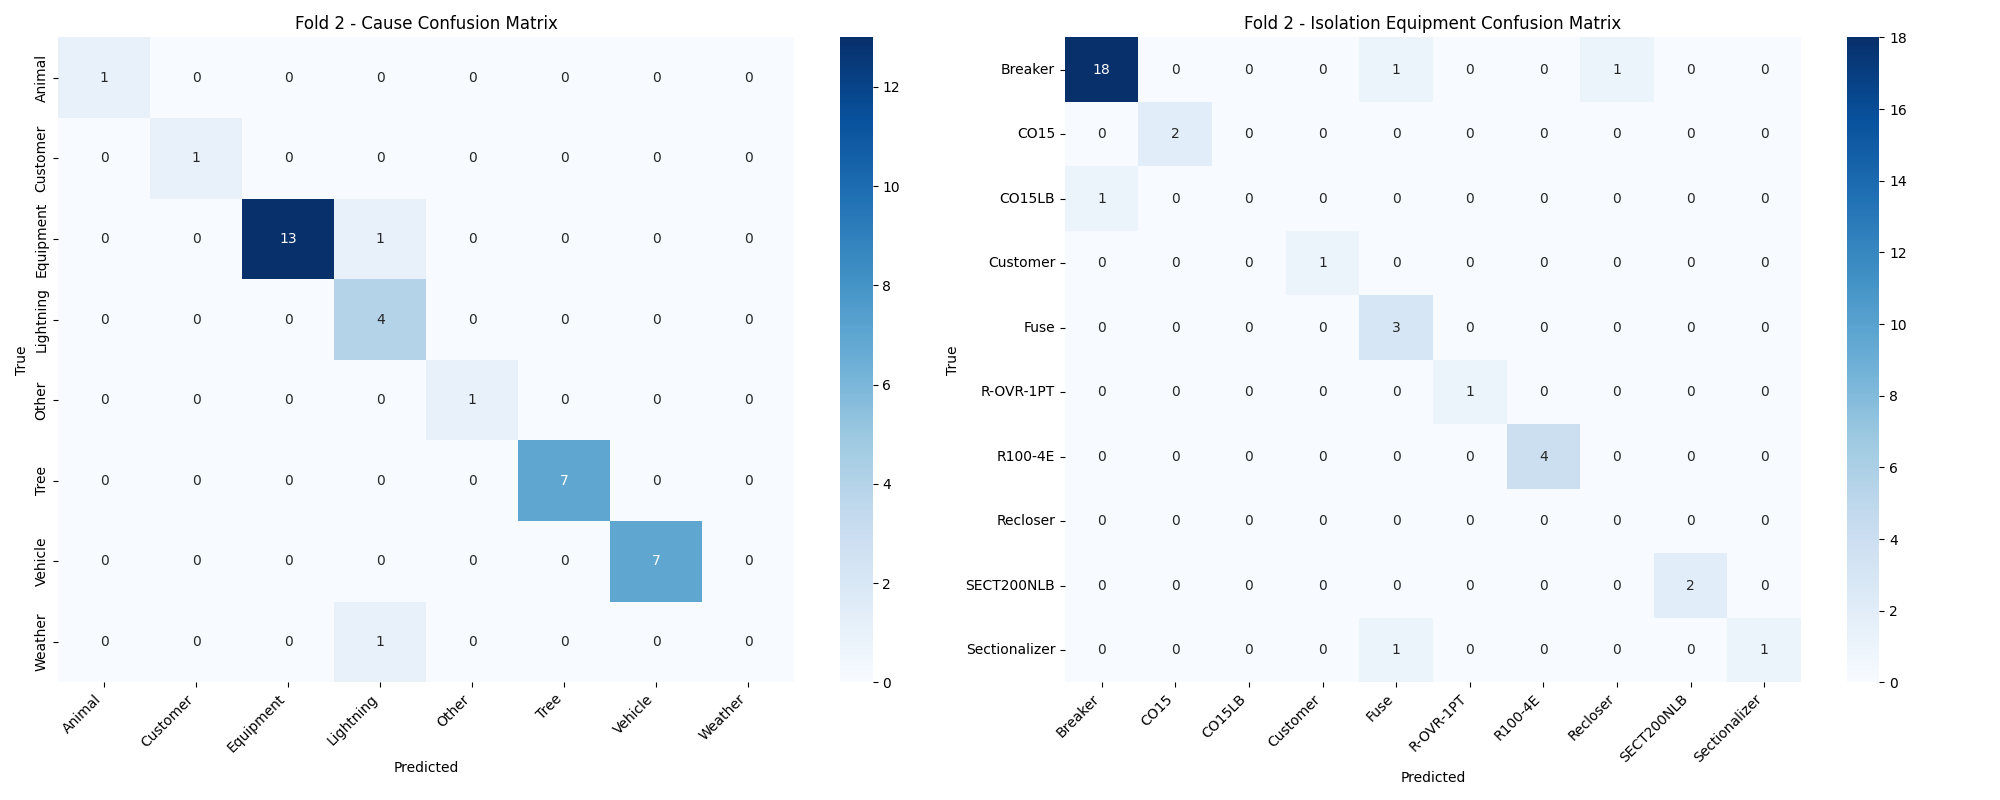 Fold 2 - Cause Confusion Matrix
True
Animal 1 0 0 0 0 0 0 0
Customer 0 1 0 0 0 0 0 0
Equipment 0 0 13 1 0 0 0 0
Lightning 0 0 0 4 0 0 0 0
Other 0 0 0 0 1 0 0 0
Tree 0 0 0 0 0 7 0 0
Vehicle 0 0 0 0 0 0 7 0
Weather 0 0 0 1 0 0 0 0
Animal Customer Equipment Lightning Other Tree Vehicle Weather
Predicted
12
10
8
6
4
2
0
Fold 2 - Isolation Equipment Confusion Matrix
True
Breaker 18 0 0 0 1 0 0 1 0 0
CO15 0 2 0 0 0 0 0 0 0 0
CO15LB 1 0 0 0 0 0 0 0 0 0
Customer 0 0 0 1 0 0 0 0 0 0
Fuse 0 0 0 0 3 0 0 0 0 0
R-OVR-1PT 0 0 0 0 0 1 0 0 0 0
R100-4E 0 0 0 0 0 0 4 0 0 0
Recloser 0 0 0 0 0 0 0 0 0 0
SECT200NLB 0 0 0 0 0 0 0 0 2 0
Sectionalizer 0 0 0 0 1 0 0 0 0 1
Breaker CO15 CO15LB Customer Fuse R-OVR-1PT R100-4E Recloser SECT200NLB Sectionalizer
Predicted
18
16
14
12
10
8
6
4
2
0